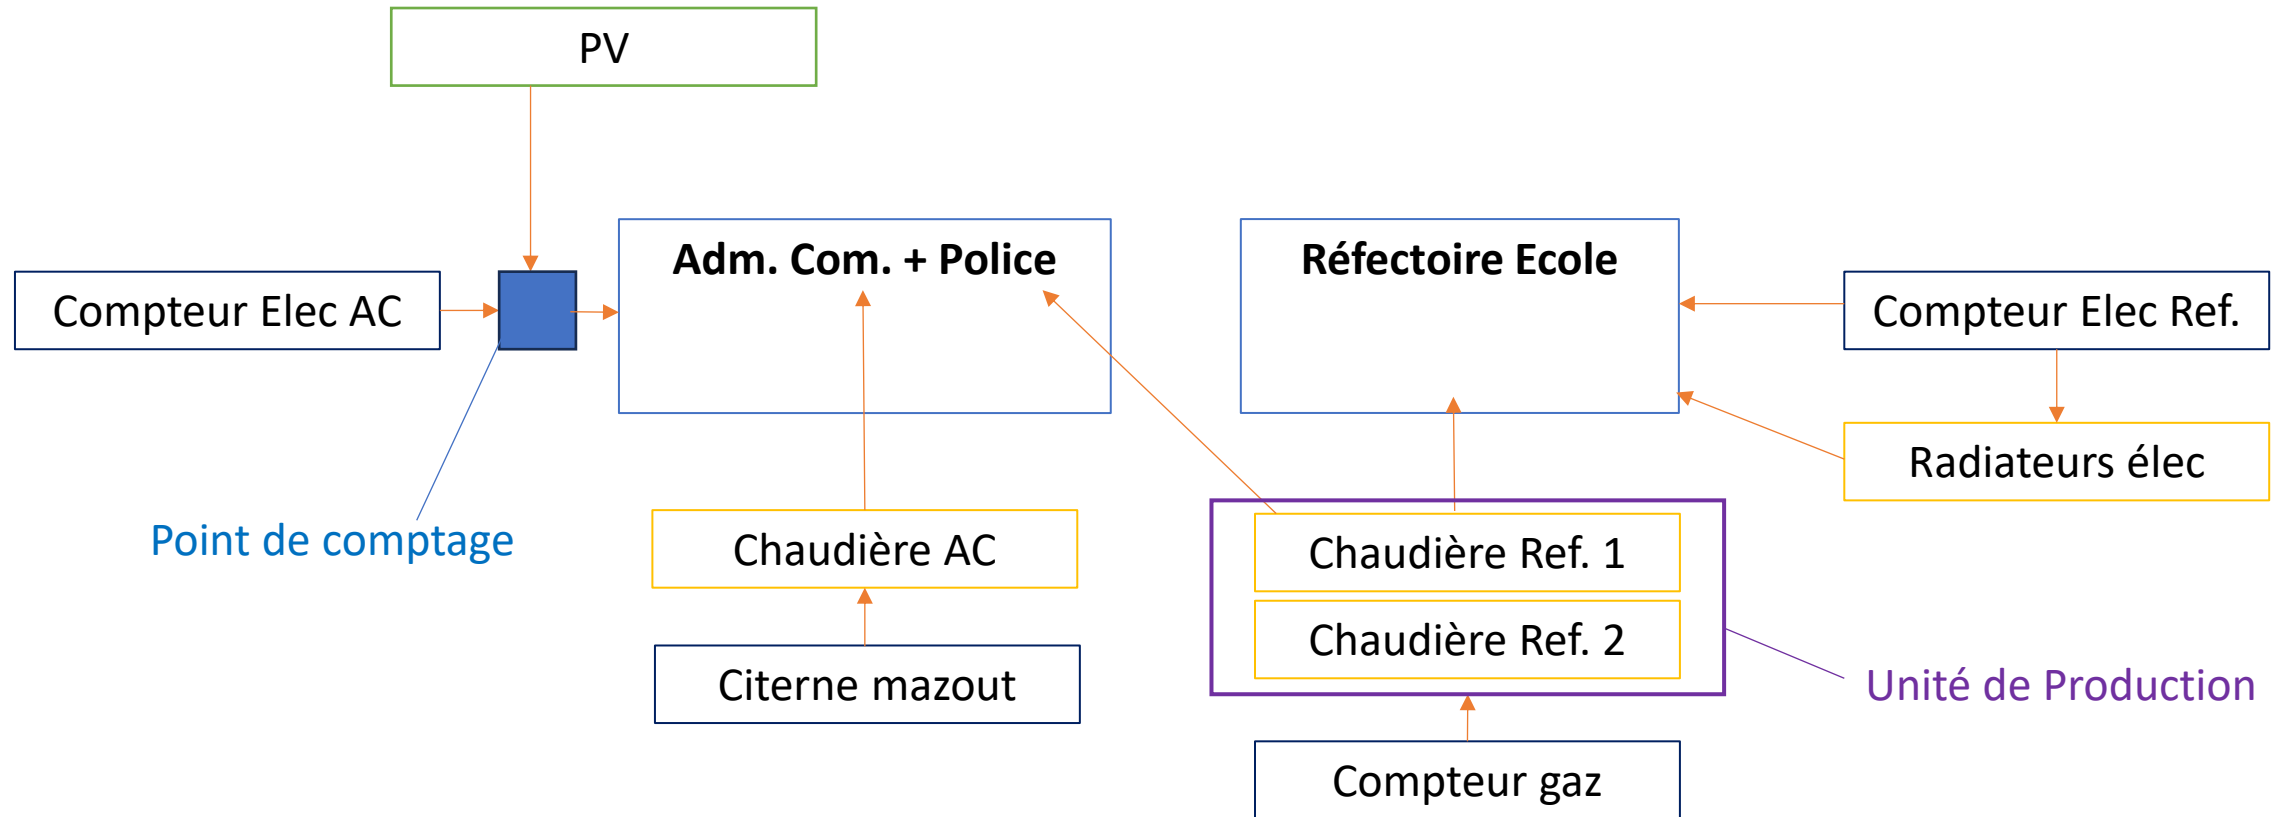 PV
Adm. Com. + Police
Réfectoire Ecole
Compteur Elec AC
Compteur Elec Ref.
Radiateurs élec
Point de comptage
Chaudière AC
Chaudière Ref. 1
Chaudière Ref. 2
Citerne mazout
Unité de Production
Compteur gaz